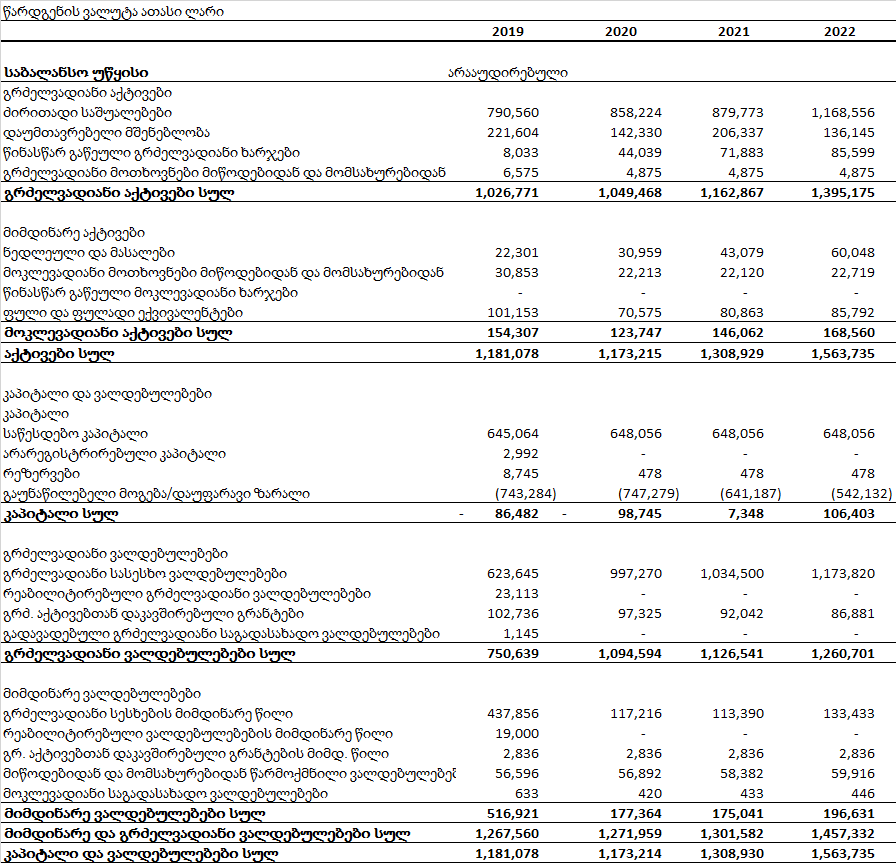 წარდგენის ვალუტა ათასი ლარი
2019 2020 2021 2022
საბალანსო უწყისი არააუდირებული
გრძელვადიანი აქტივები
ძირითადი საშუალებები 790,560 858,224 879,773 1,168,556
დაუმთავრებელი მშენებლობა 221,604 142,330 206,337 136,145
წინასწარ გაწეული გრძელვადიანი ხარჯები 8,033 44,039 71,883 85,599
გრძელვადიანი მოთხოვნები მიწოდებიდან და მომსახურებიდან 6,575 4,875 4,875 4,875
გრძელვადიანი აქტივები სულ 1,026,771 1,049,468 1,162,867 1,395,175
მიმდინარე აქტივები
ნედლეული და მასალები 22,301 30,959 43,079 60,048
მოკლევადიანი მოთხოვნები მიწოდებიდან და მომსახურებიდან 30,853 22,213 22,120 22,719
წინასწარ გაწეული მოკლევადიანი ხარჯები - - - -
ფული და ფულადი ექვივალენტები 101,153 70,575 80,863 85,792
მოკლევადიანი აქტივები სულ 154,307 123,747 146,062 168,560
აქტივები სულ 1,181,078 1,173,215 1,308,929 1,563,735
კაპიტალი და ვალდებულებები
კაპიტალი
საწესდებო კაპიტალი 645,064 648,056 648,056 648,056
არარეგისტრირებული კაპიტალი 2,992 - - -
რეზერვები 8,745 478 478 478
გაუნაწილებელი მოგება/დაუფარავი ზარალი (743,284) (747,279) (641,187) (542,132)
კაპიტალი სულ - 86,482 - 98,745 7,348 106,403
გრძელვადიანი ვალდებულებები
გრძელვადიანი სასესხო ვალდებულებები 623,645 997,270 1,034,500 1,173,820
რეაბილიტირებული გრძელვადიანი ვალდებულებები 23,113 - - -
გრძ. აქტივებთან დაკავშირებული გრანტები 102,736 97,325 92,042 86,881
გადავადებული გრძელვადიანი საგადასახადო ვალდებულებები 1,145 - - -
გრძელვადიანი ვალდებულებები სულ 750,639 1,094,594 1,126,541 1,260,701
მიმდინარე ვალდებულებები
გრძელვადიანი სესხების მიმდინარე წილი 437,856 117,216 113,390 133,433
რეაბილიტირებული ვალდებულებების მიმდინარე წილი 19,000 - - -
გრ. აქტივებთან დაკავშირებული გრანტების მიმდ. წილი 2,836 2,836 2,836 2,836
მიწოდებიდან და მომსახურებიდან წარმოქმნილი ვალდებულებებ 56,596 56,892 58,382 59,916
მოკლევადიანი საგადასახადო ვალდებულებები 633 420 433 446
მიმდინარე ვალდებულებები სულ 516,921 177,364 175,041 196,631
მიმდინარე და გრძელვადიანი ვალდებულებები სულ 1,267,560 1,271,959 1,301,582 1,457,332
კაპიტალი და ვალდებულებები სულ 1,181,078 1,173,214 1,308,930 1,563,735